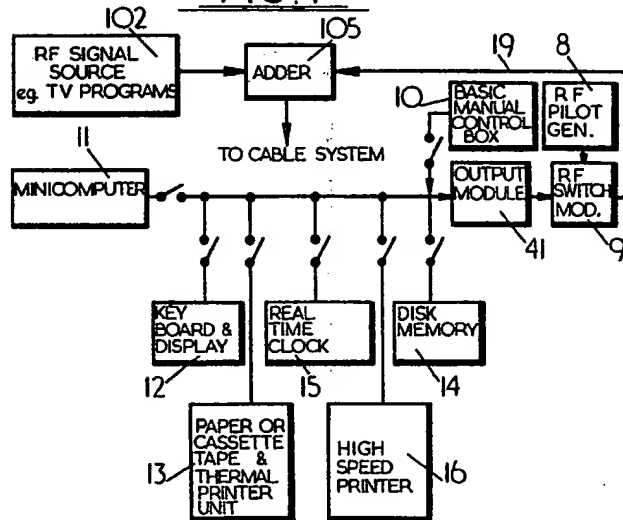 102
RF SIGNAL
SOURCE
eg. TV PROGRAMS
105
ADDER
19
8
10
BASIC
MANUAL
CONTROL
BOX
RF
PILOT
GEN.
TO CABLE SYSTEM
11
MINICOMPUTER
OUTPUT
MODULE
41
RF
SWITCH
MOD.
9
KEY
BOARD &
DISPLAY
12
REAL
TIME
CLOCK
15
DISK
MEMORY
14
PAPER OR
CASSETTE
TAPE &
THERMAL
PRINTER
UNIT
13
HIGH
SPEED
PRINTER
16